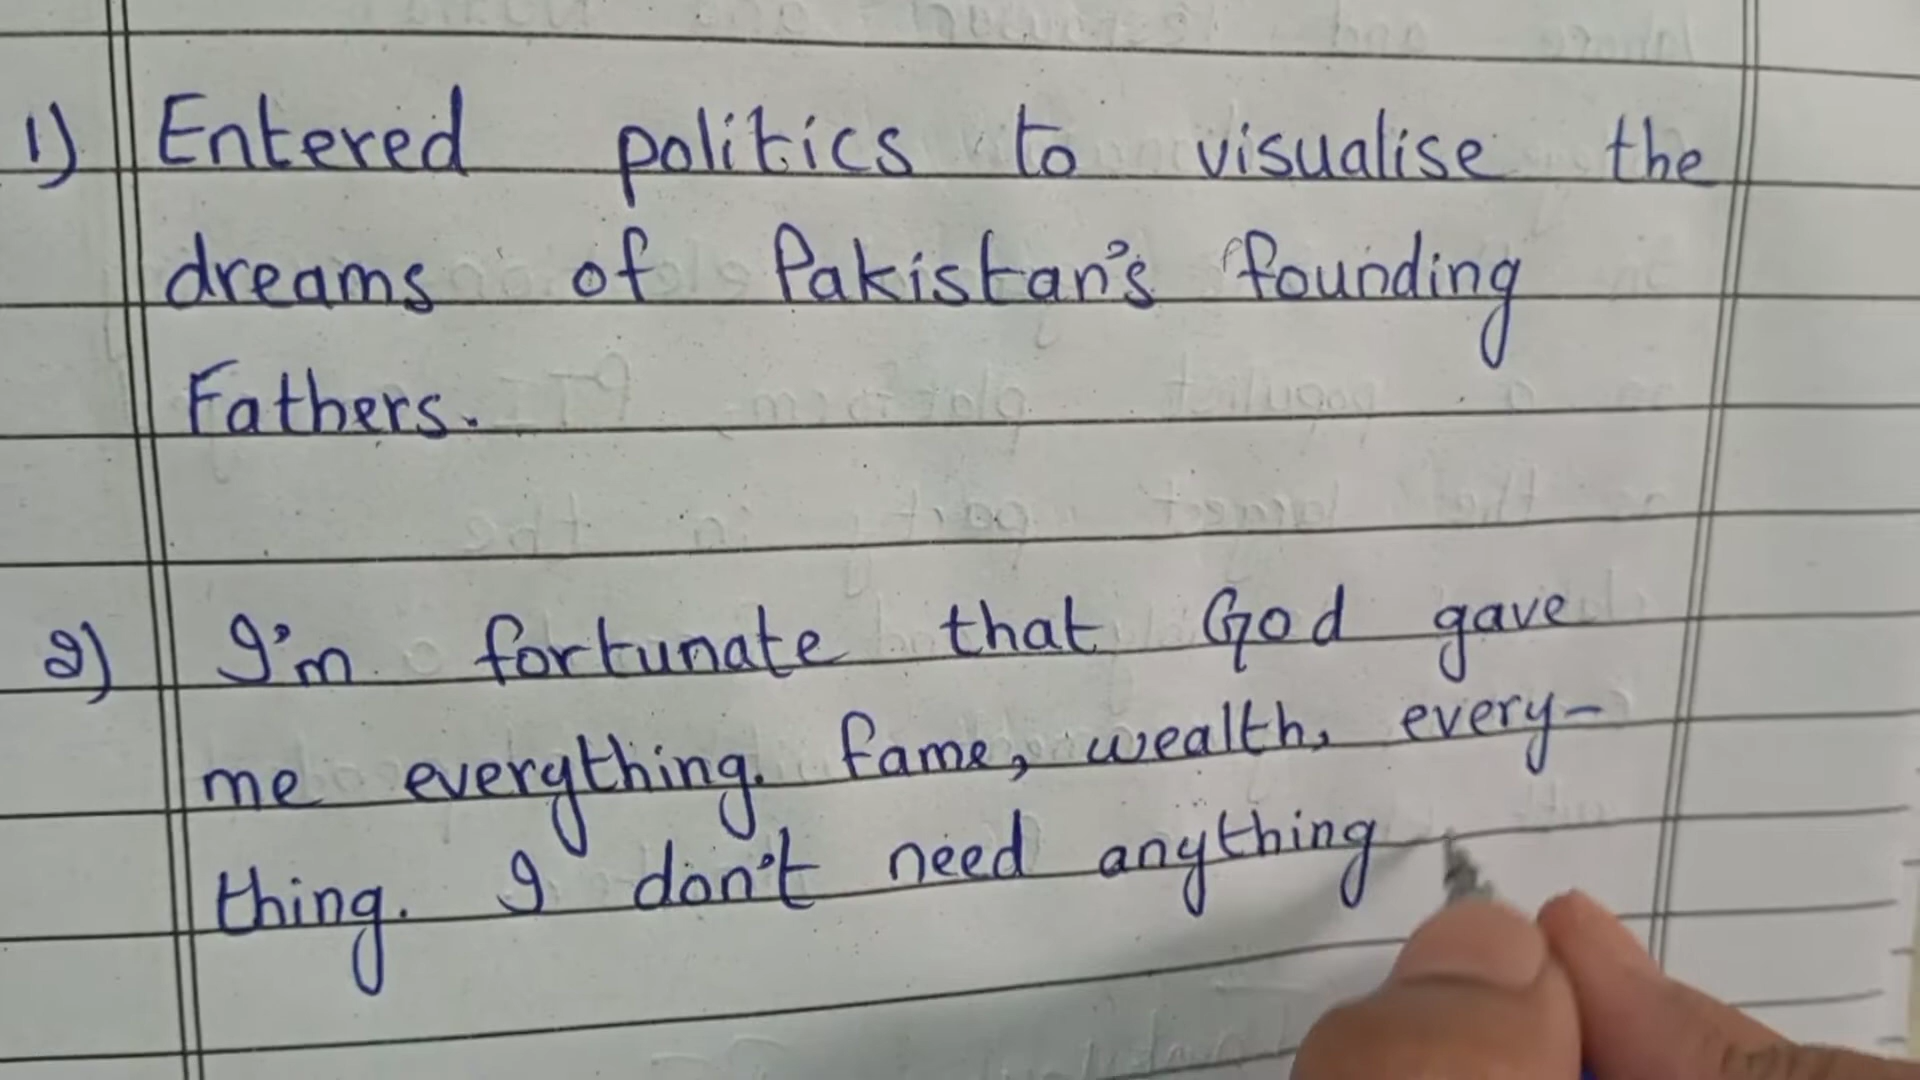 1) Entered politics to visualise the
dreams of Pakistan's founding
Fathers.
2) I'm fortunate that God gave
me everything. fame, wealth, every-
thing. I don't need anything